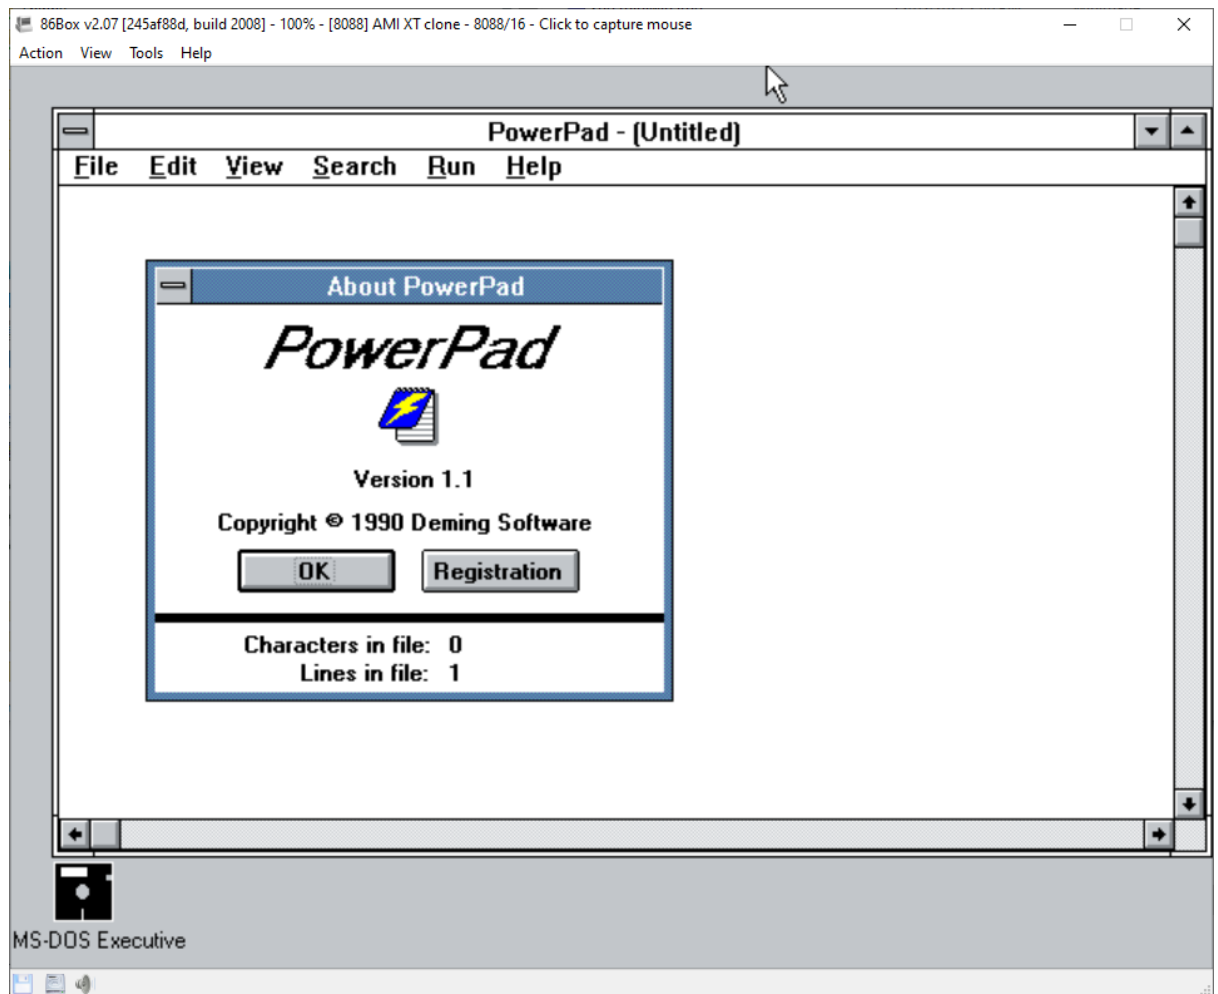 86Box v2.07 [245af88d, build 2008] - 100% - [8088] AMI XT clone - 8088/16 - Click to capture mouse
Action View Tools Help
PowerPad - (Untitled)
File Edit View Search Run Help
About PowerPad
PowerPad
Version 1.1
Copyright © 1990 Deming Software
OK Registration
Characters in file: 0
Lines in file: 1
MS-DOS Executive